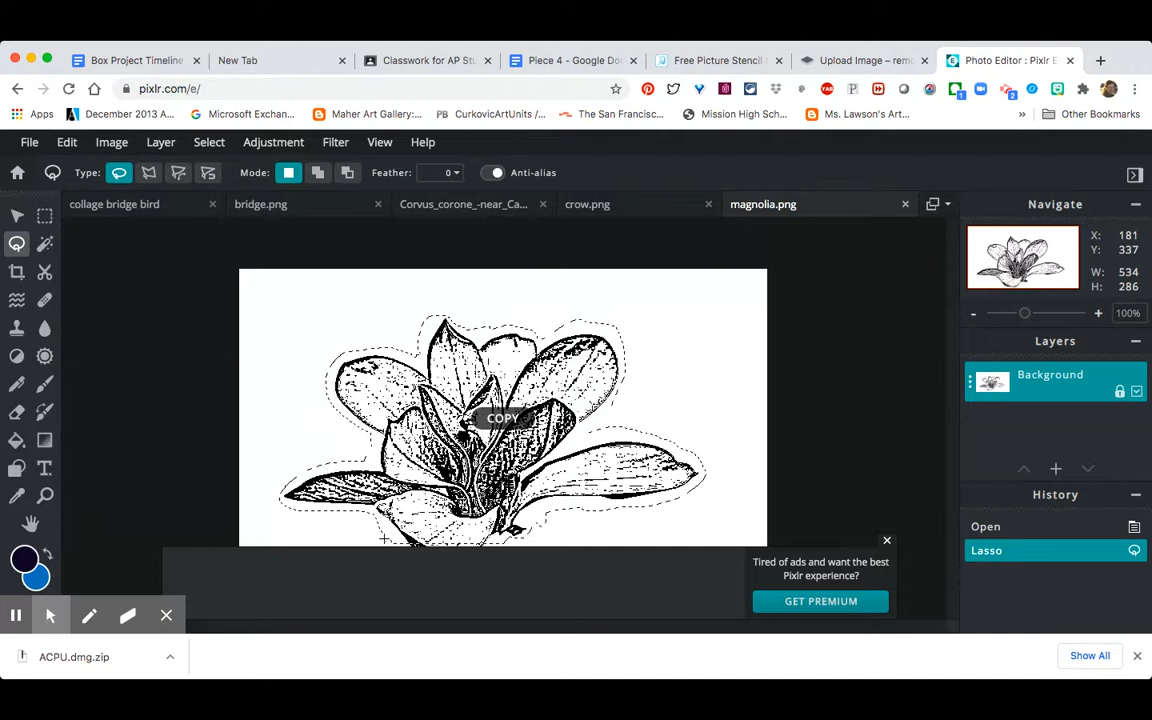 Box Project Timeline
New Tab
Classwork for AP Stu
Piece 4 - Google Do
Free Picture Stencil
Upload Image – remo
Photo Editor : Pixlr E
pixlr.com/e/
Apps
December 2013 A...
Microsoft Exchan...
Maher Art Gallery:...
PB CurkovicArtUnits /...
The San Francisc...
Mission High Sch...
Ms. Lawson's Art...
»
Other Bookmarks
File Edit Image Layer Select Adjustment Filter View Help
Type: Mode: Feather: 0 Anti-alias
collage bridge bird
bridge.png
Corvus_corone_-near_Ca...
crow.png
magnolia.png
Navigate
X: 181
Y: 337
W: 534
H: 286
100%
Layers
Background
COPY
History
Open
Lasso
Tired of ads and want the best
Pixlr experience?
GET PREMIUM
ACPU.dmg.zip
Show All